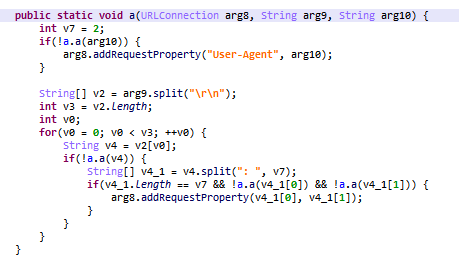 public static void a(URLConnection arg8, String arg9, String arg10) {
int v7 = 2;
if(!a.a(arg10)) {
arg8.addRequestProperty("User-Agent", arg10);
}
String[] v2 = arg9.split("\r\n");
int v3 = v2.length;
int v0;
for(v0 = 0; v0 < v3; ++v0) {
String v4 = v2[v0];
if(!a.a(v4)) {
String[] v4_1 = v4.split(": ", v7);
if(v4_1.length == v7 && !a.a(v4_1[0]) && !a.a(v4_1[1])) {
arg8.addRequestProperty(v4_1[0], v4_1[1]);
}
}
}
}